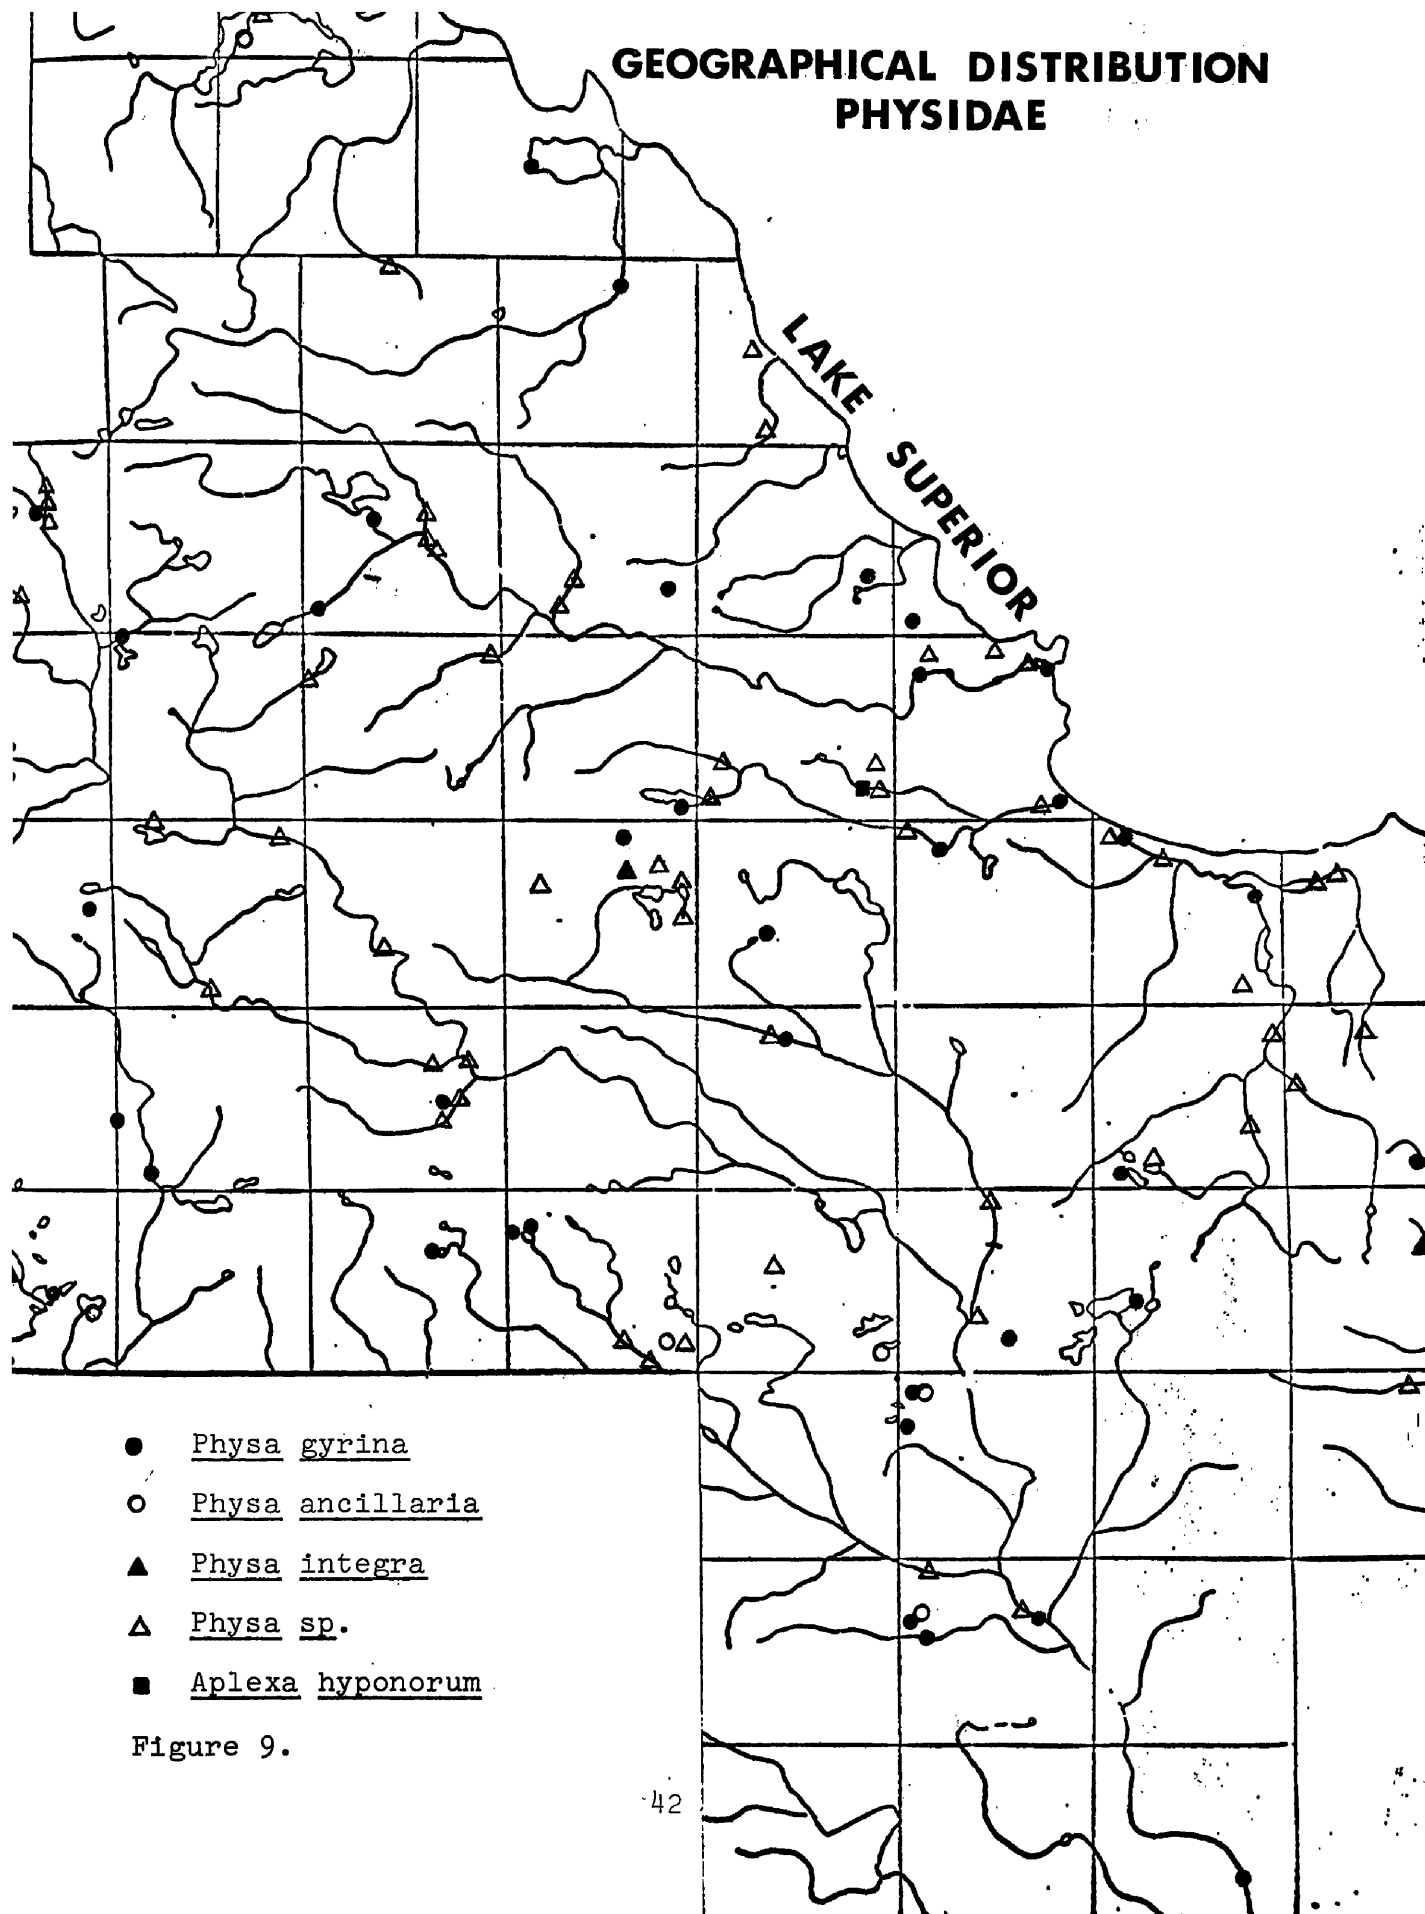 GEOGRAPHICAL DISTRIBUTION
PHYSIDAE
LAKE SUPERIOR
Physa gyrina
Physa ancillaria
Physa integra
Physa sp.
Aplexa hyponorum
Figure 9.
42